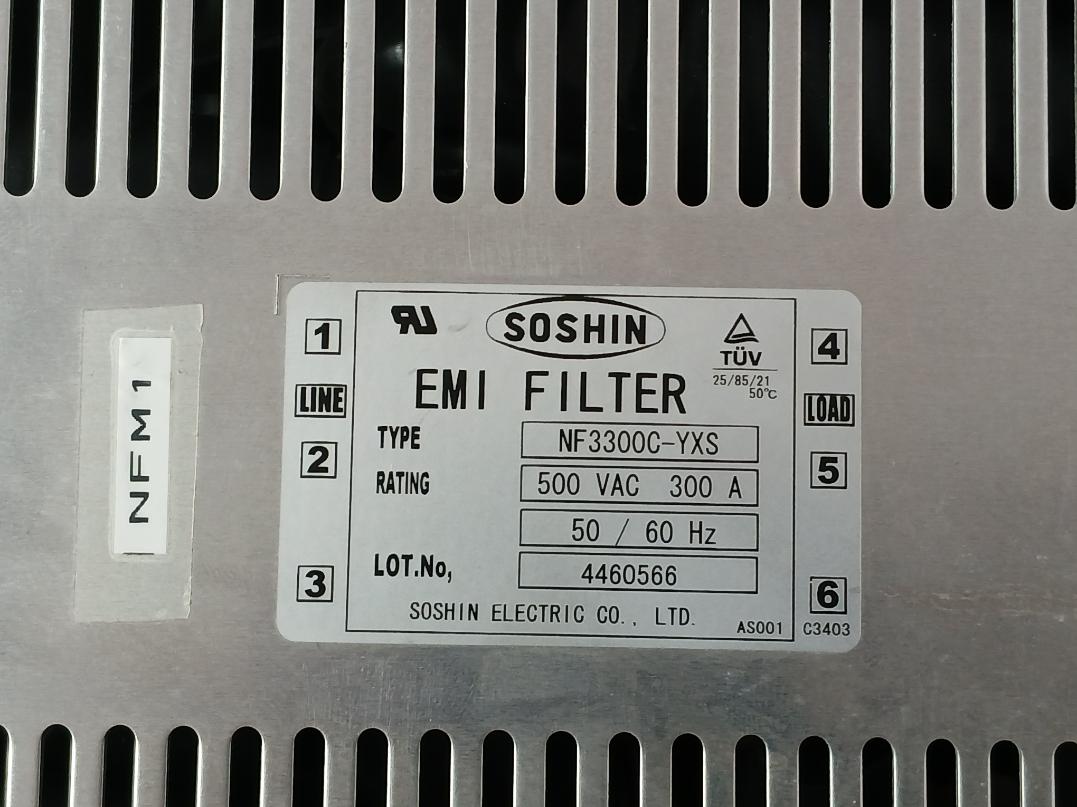 NFM1
1
LINE
2
3
RU
SOSHIN
TÜV
25/85/21
50℃
EMI FILTER
TYPE NF3300C-YXS
RATING 500 VAC 300 A
50 / 60 Hz
LOT.No, 4460566
SOSHIN ELECTRIC CO., LTD.
AS001
4
LOAD
5
6
C3403